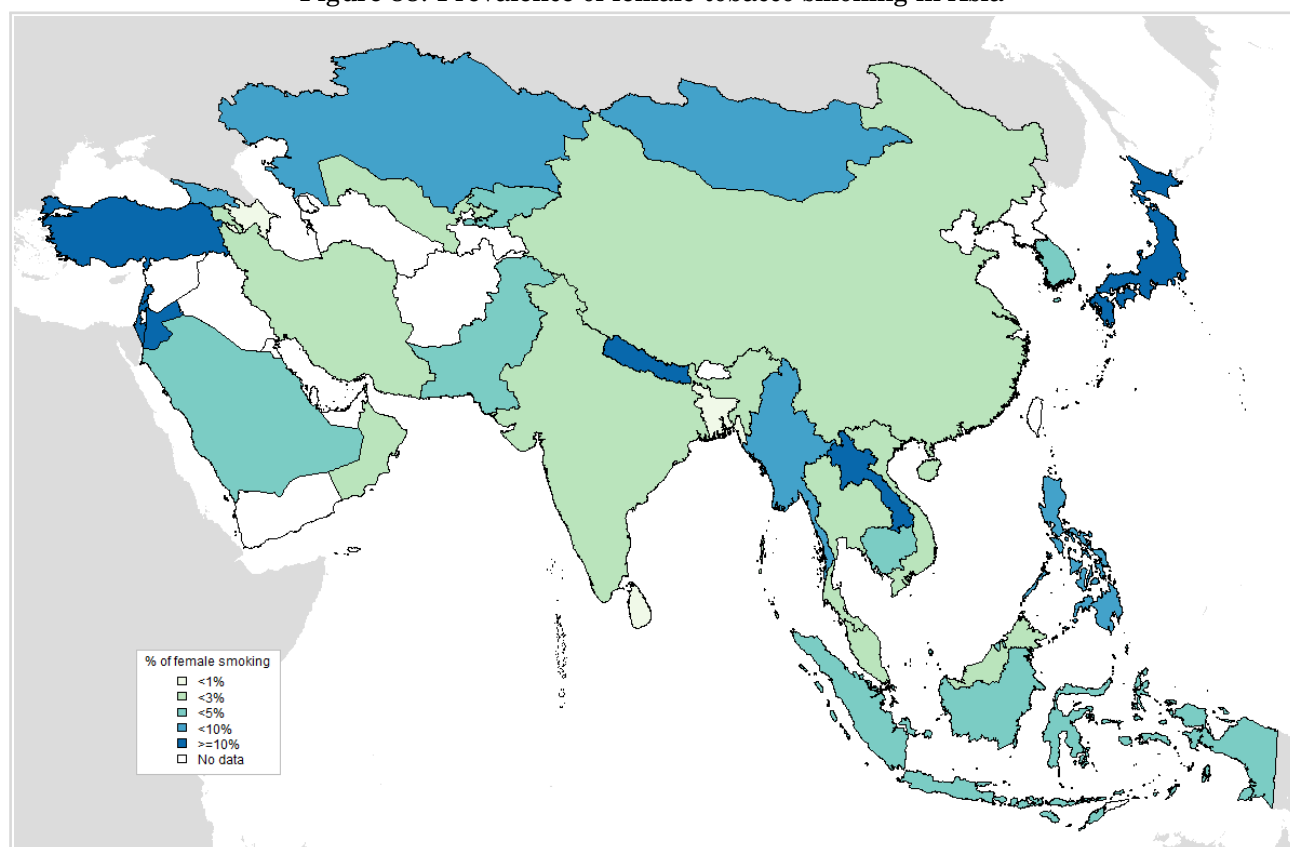 Figure 33: Prevalence of female tobacco smoking in Asia
% of female smoking
<1%
<3%
<5%
<10%
>=10%
No data